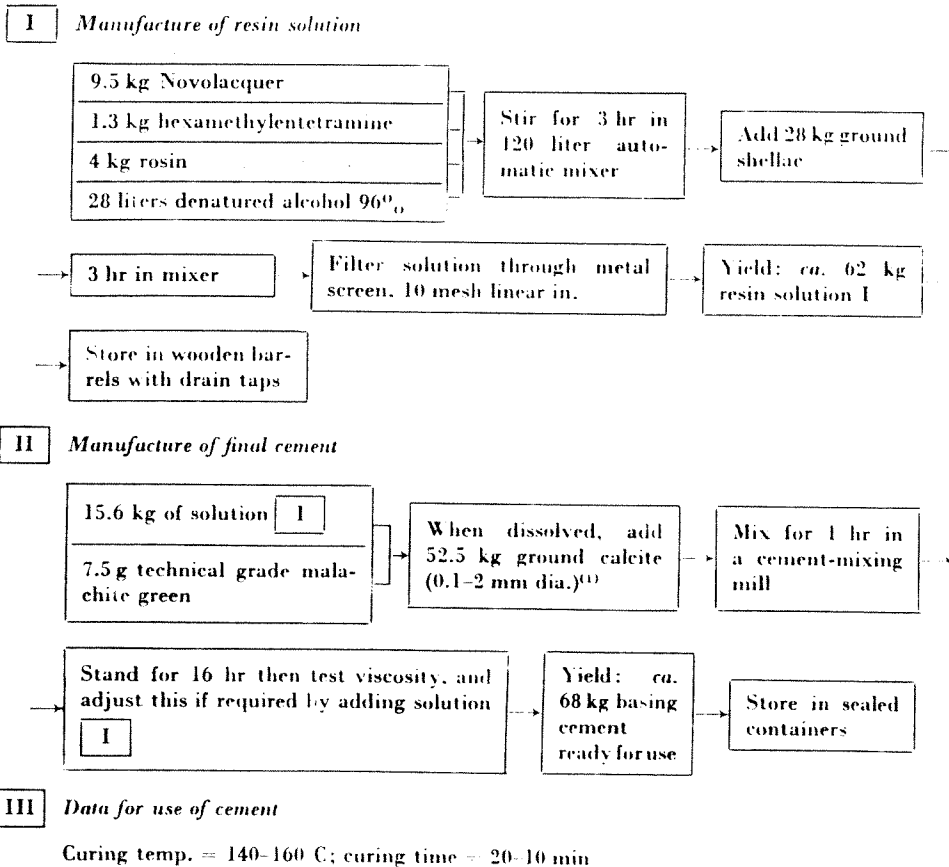 I Manufacture of resin solution
9.5 kg Novolacquer
1.3 kg hexamethylentetramine
4 kg rosin
28 liters denatured alcohol 96%
Stir for 3 hr in
120 liter auto-
matic mixer
Add 28 kg ground
shellac
3 hr in mixer
Filter solution through metal
screen. 10 mesh linear in.
Yield: ca. 62 kg
resin solution I
Store in wooden bar-
rels with drain taps
II Manufacture of final cement
15.6 kg of solution I
7.5 g technical grade mala-
chite green
When dissolved, add
52.5 kg ground calcite
(0.1–2 mm dia.)(1)
Mix for 1 hr in
a cement-mixing
mill
Stand for 16 hr then test viscosity, and
adjust this if required by adding solution
I
Yield: ca.
68 kg basing
cement
ready for use
Store in sealed
containers
III Data for use of cement
Curing temp. = 140–160 C; curing time = 20–10 min